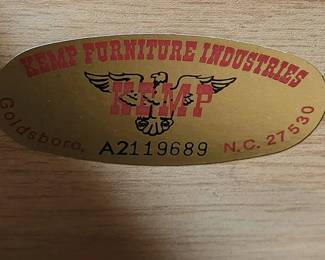 KEMP FURNITURE INDUSTRIES
KEMP
Goldsboro, A2119689 N.C. 27530